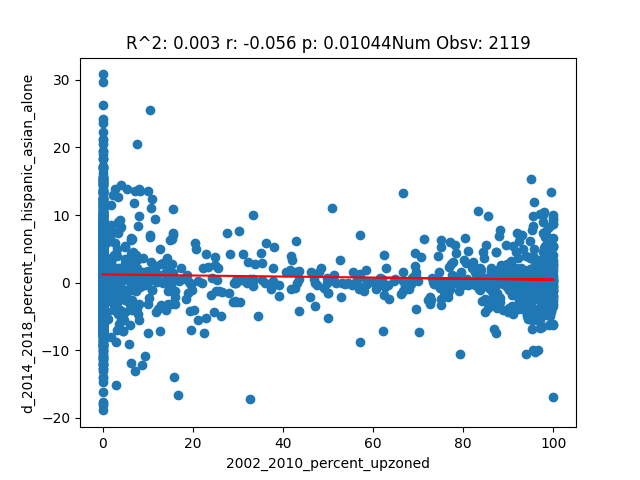 R^2: 0.003 r: -0.056 p: 0.01044Num Obsv: 2119
d_2014_2018_percent_non_hispanic_asian_alone
30
20
10
0
−10
−20
0 20 40 60 80 100
2002_2010_percent_upzoned